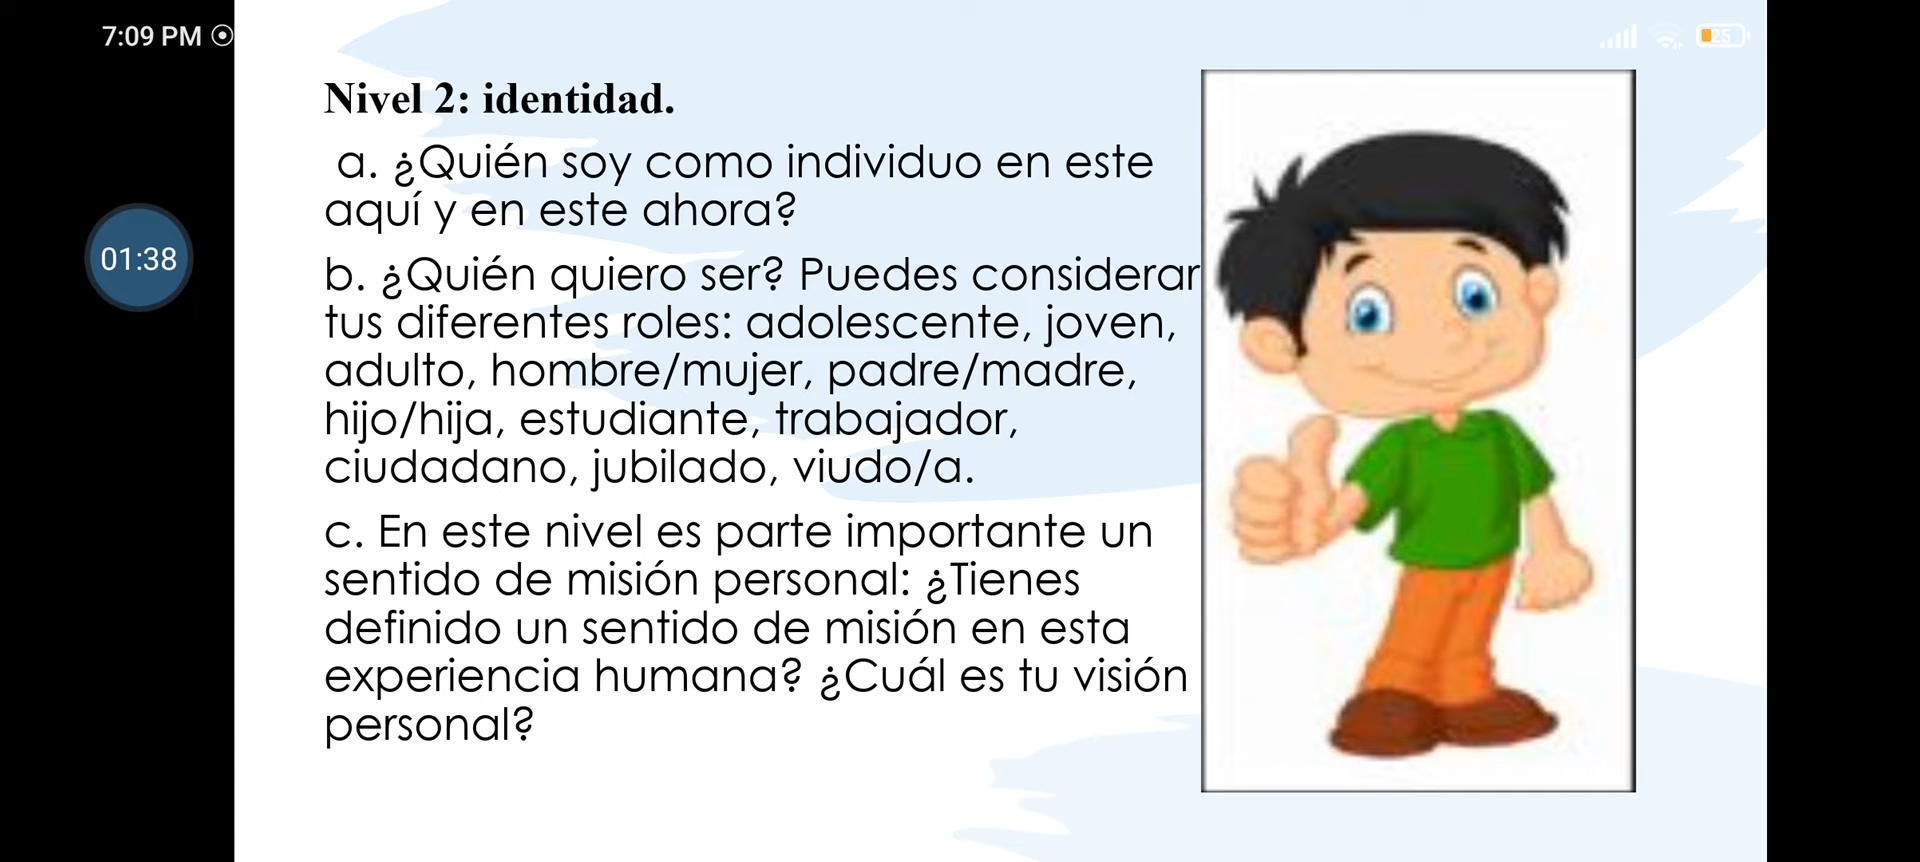 7:09 PM
25
Nivel 2: identidad.
a. ¿Quién soy como individuo en este
aquí y en este ahora?
01:38
b. ¿Quién quiero ser? Puedes considerar
tus diferentes roles: adolescente, joven,
adulto, hombre/mujer, padre/madre,
hijo/hija, estudiante, trabajador,
ciudadano, jubilado, viudo/a.
c. En este nivel es parte importante un
sentido de misión personal: ¿Tienes
definido un sentido de misión en esta
experiencia humana? ¿Cuál es tu visión
personal?